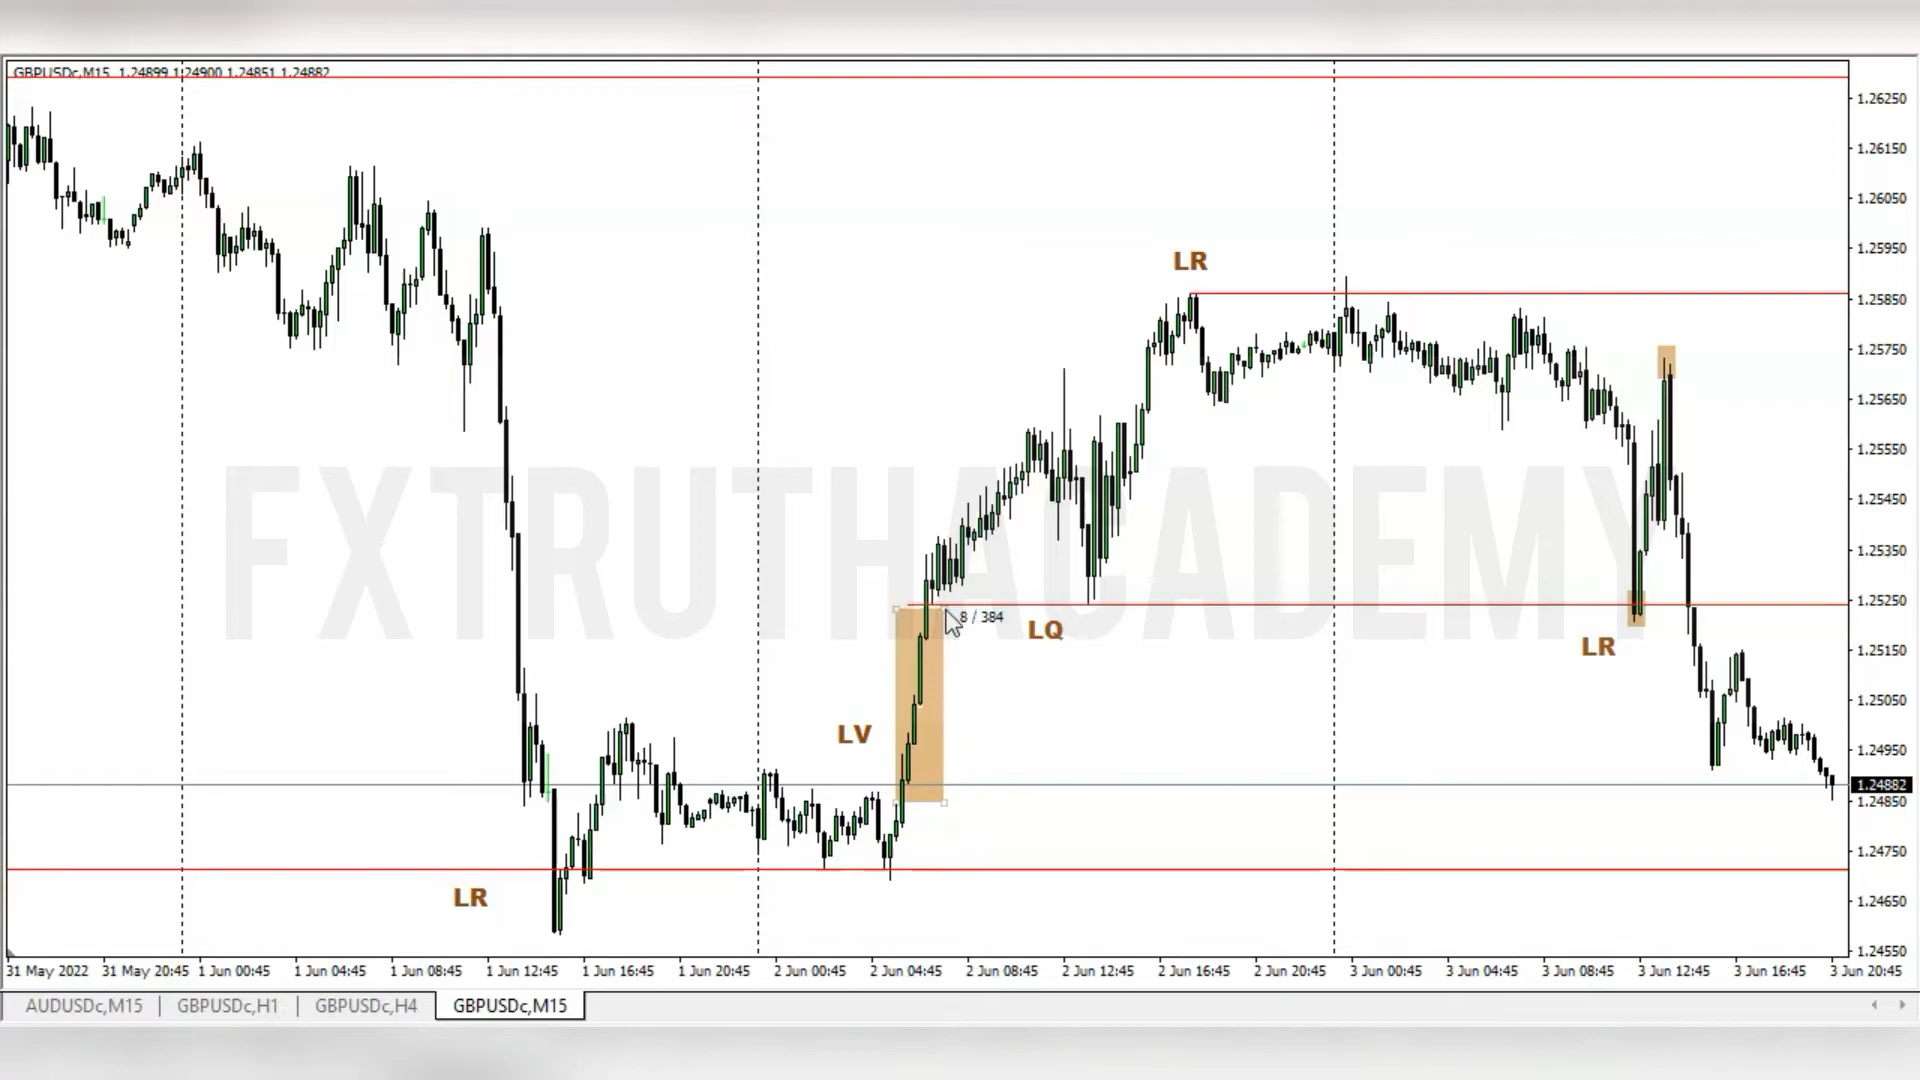 GBPUSDc,M15 1.24899 1.24900 1.24851 1.24882
1.26250
1.26150
1.26050
1.25950
LR
1.25850
1.25750
1.25650
1.25550
FXTRUTHACADEMY
1.25450
1.25350
1.25250
8 / 384
LQ
LR
1.25150
1.25050
LV
1.24950
1.24882
1.24850
1.24750
LR
1.24650
1.24550
31 May 2022 31 May 20:45 1 Jun 00:45 1 Jun 04:45 1 Jun 08:45 1 Jun 12:45 1 Jun 16:45 1 Jun 20:45 2 Jun 00:45 2 Jun 04:45 2 Jun 08:45 2 Jun 12:45 2 Jun 16:45 2 Jun 20:45 3 Jun 00:45 3 Jun 04:45 3 Jun 08:45 3 Jun 12:45 3 Jun 16:45 3 Jun 20:45
AUDUSDc,M15 | GBPUSDc,H1 | GBPUSDc,H4 GBPUSDc,M15